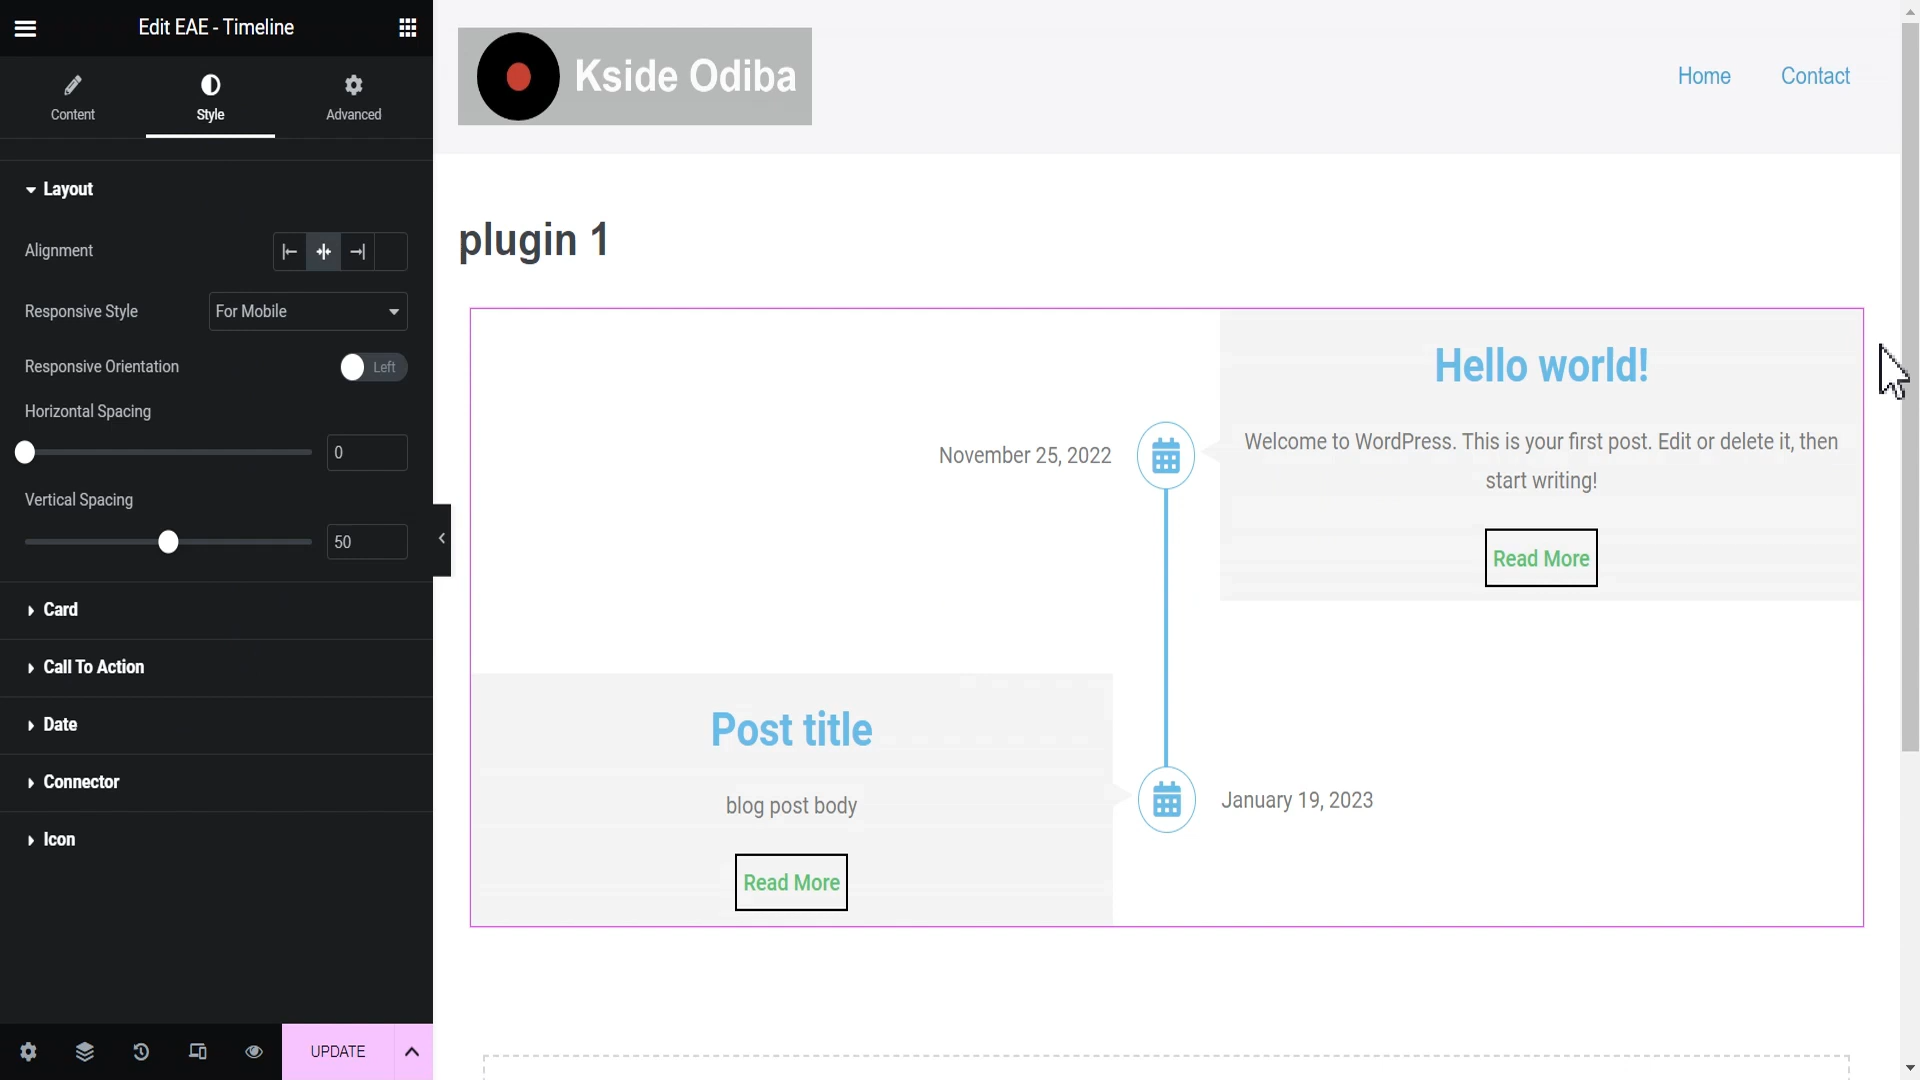 Edit EAE - Timeline
Content
Style
Advanced
Layout
Alignment
Responsive Style
For Mobile
Responsive Orientation
Left
Horizontal Spacing
0
Vertical Spacing
50
Card
Call To Action
Date
Connector
Icon
UPDATE
Kside Odiba
Home
Contact
plugin 1
Hello world!
November 25, 2022
Welcome to WordPress. This is your first post. Edit or delete it, then
start writing!
Read More
Post title
blog post body
January 19, 2023
Read More